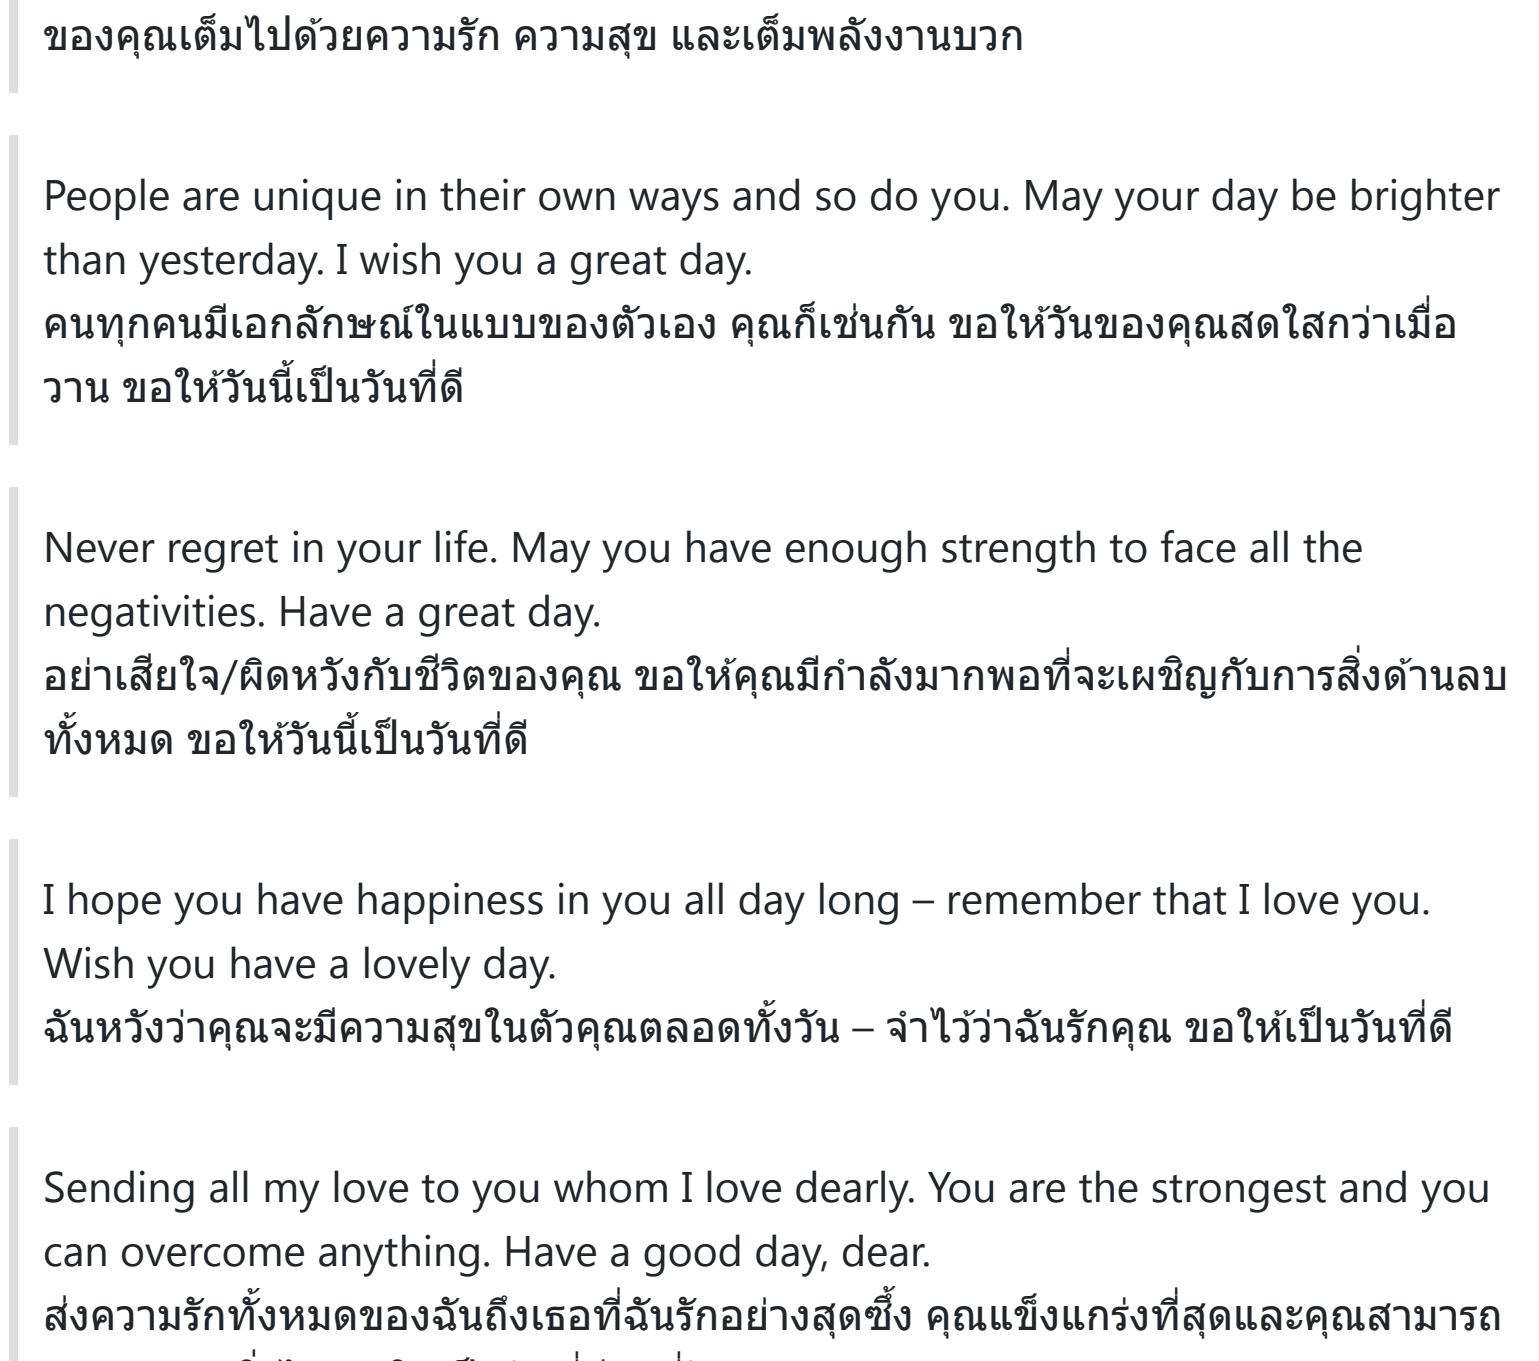 ของคุณเต็มไปด้วยความรัก ความสุข และเต็มพลังงานบวก
People are unique in their own ways and so do you. May your day be brighter
than yesterday. I wish you a great day.
คนทุกคนมีเอกลักษณ์ในแบบของตัวเอง คุณก็เช่นกัน ขอให้วันของคุณสดใสกว่าเมื่อ
วาน ขอให้วันนี้เป็นวันที่ดี
Never regret in your life. May you have enough strength to face all the
negativities. Have a great day.
อย่าเสียใจ/ผิดหวังกับชีวิตของคุณ ขอให้คุณมีกำลังมากพอที่จะเผชิญกับการสิ่งด้านลบ
ทั้งหมด ขอให้วันนี้เป็นวันที่ดี
I hope you have happiness in you all day long – remember that I love you.
Wish you have a lovely day.
ฉันหวังว่าคุณจะมีความสุขในตัวคุณตลอดทั้งวัน – จำไว้ว่าฉันรักคุณ ขอให้เป็นวันที่ดี
Sending all my love to you whom I love dearly. You are the strongest and you
can overcome anything. Have a good day, dear.
ส่งความรักทั้งหมดของฉันถึงเธอที่ฉันรักอย่างสุดซึ้ง คุณแข็งแกร่งที่สุดและคุณสามารถ